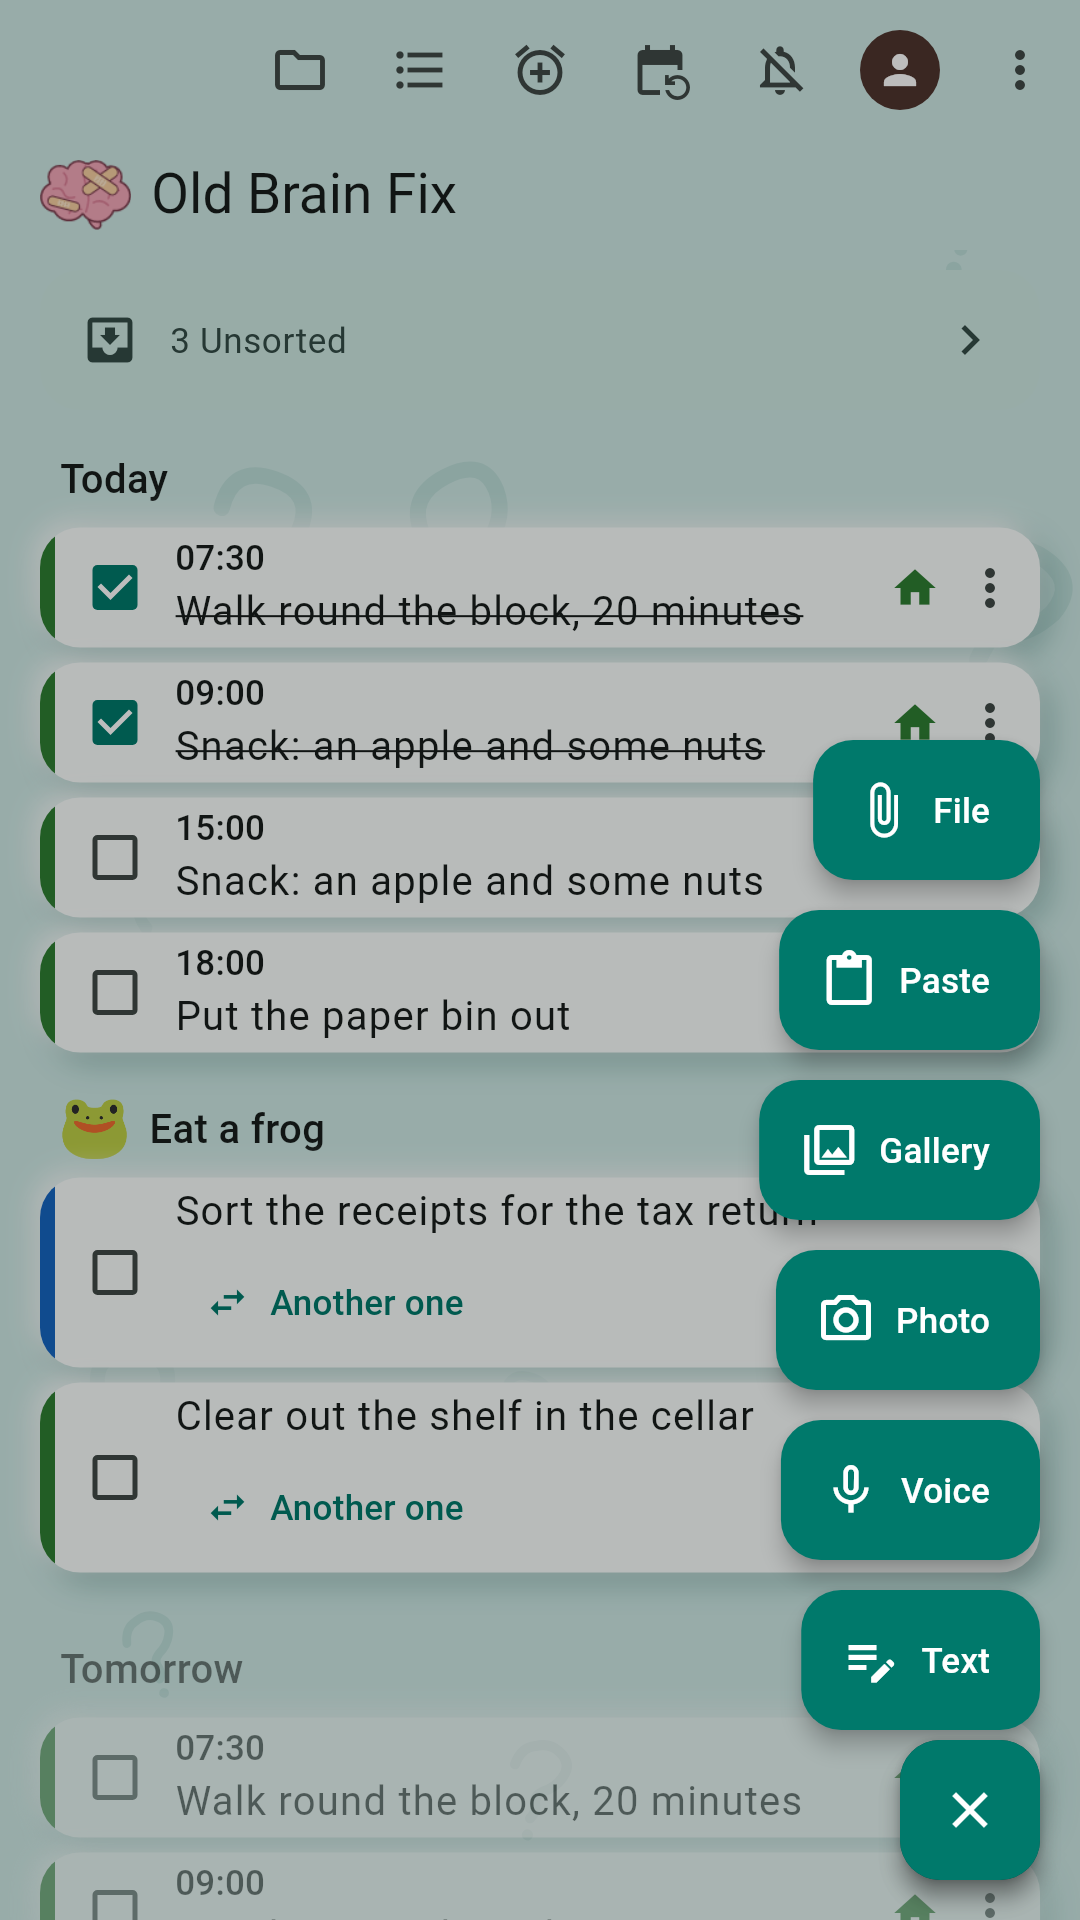 Old Brain Fix
3 Unsorted
Today
07:30
Walk round the block, 20 minutes
09:00
Snack: an apple and some nuts
File
15:00
Snack: an apple and some nuts
18:00
Put the paper bin out
Paste
Eat a frog
Gallery
Sort the receipts for the tax return
Another one
Photo
Clear out the shelf in the cellar
Another one
Voice
Text
Tomorrow
07:30
Walk round the block, 20 minutes
09:00